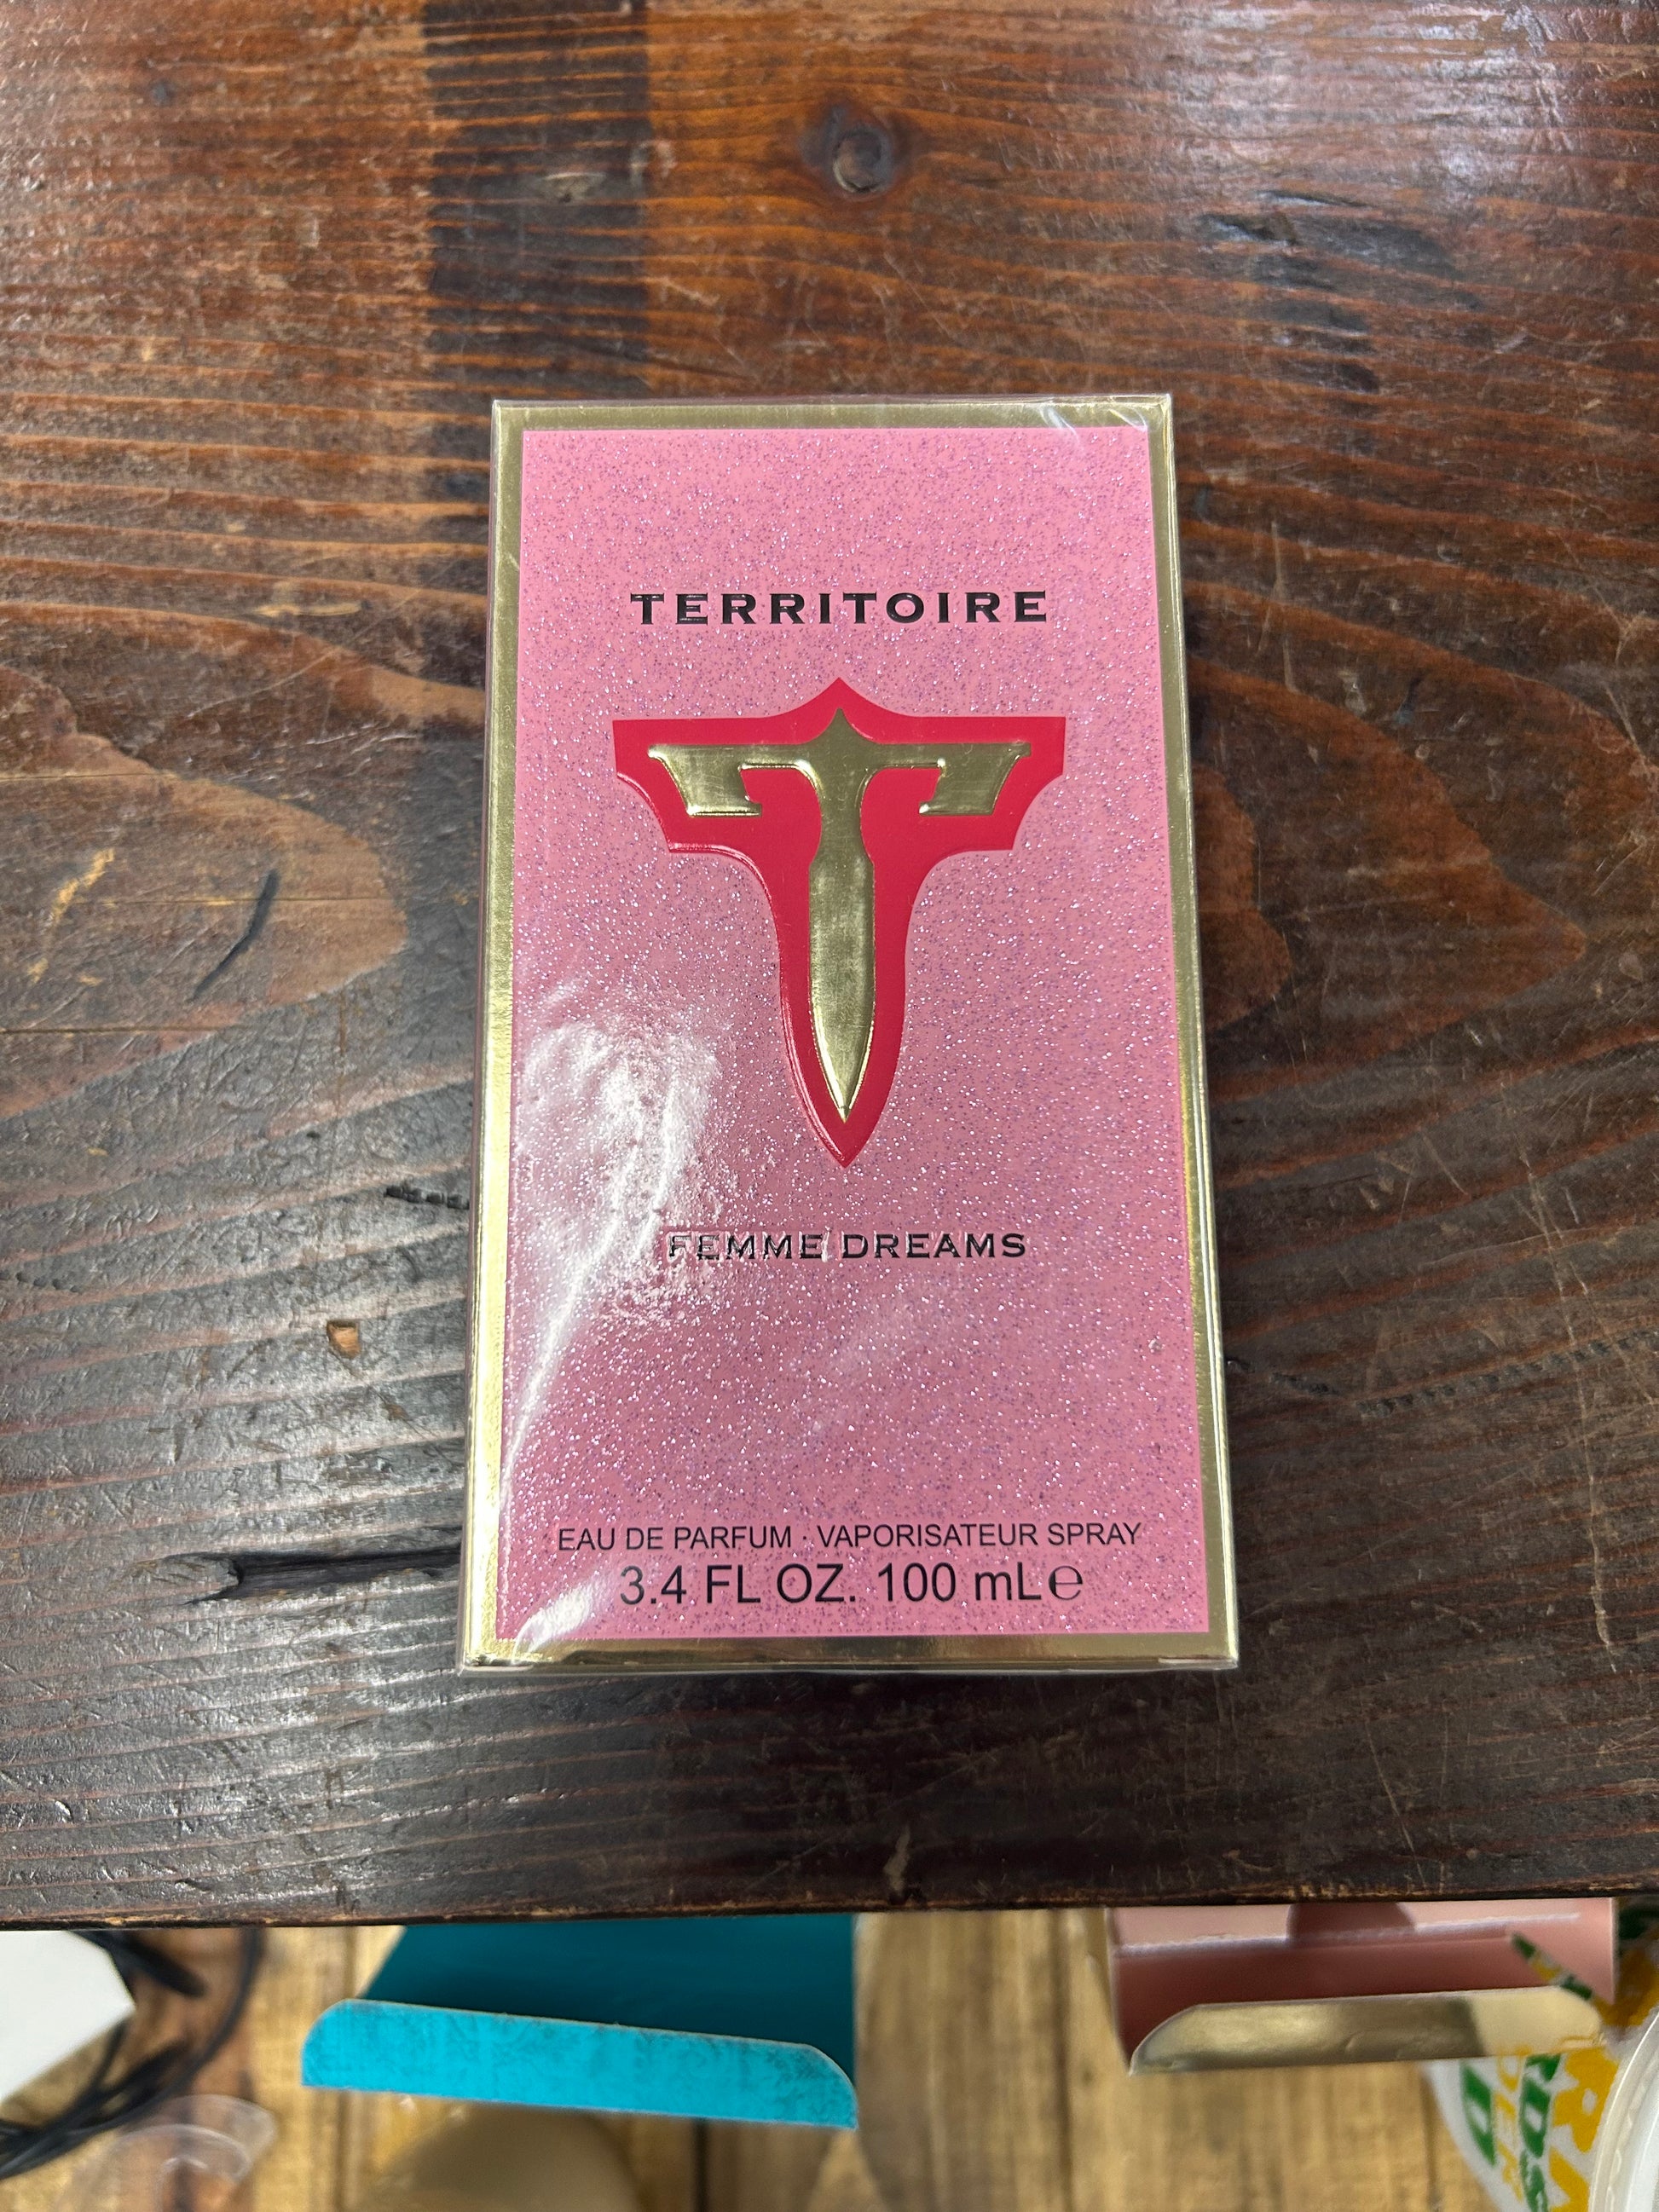 TERRITOIRE
T
FEMME DREAMS
EAU DE PARFUM · VAPORISATEUR SPRAY
3.4 FL OZ. 100 mL ℮